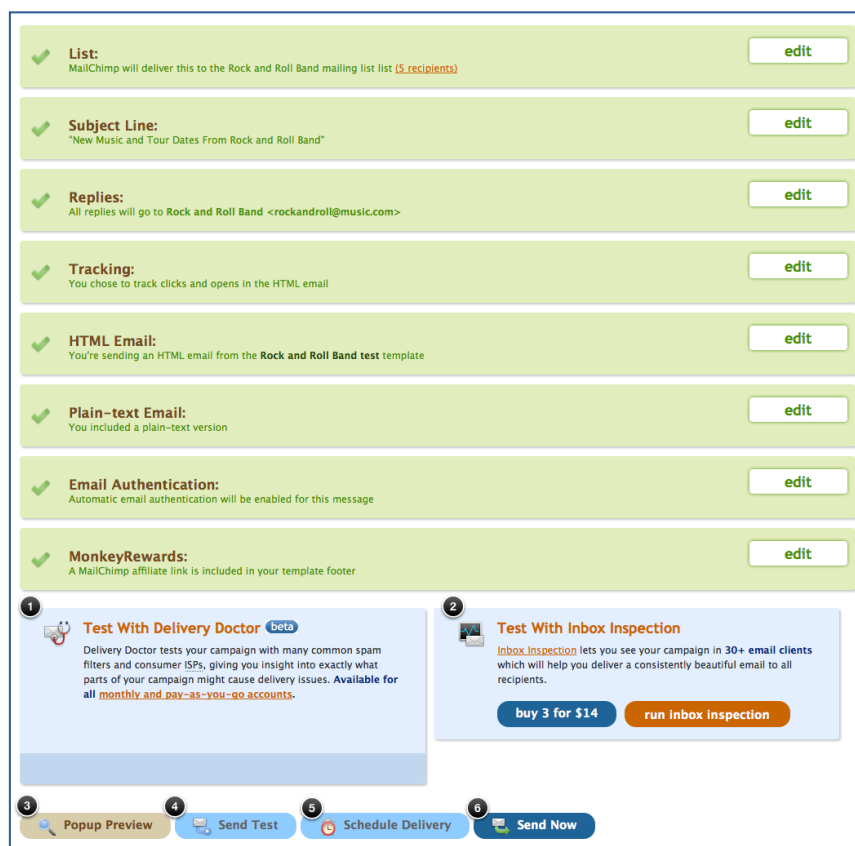 List:
edit
MailChimp will deliver this to the Rock and Roll Band mailing list list (5 recipients)
Subject Line:
edit
"New Music and Tour Dates From Rock and Roll Band"
Replies:
edit
All replies will go to Rock and Roll Band <rockandroll@music.com>
Tracking:
edit
You chose to track clicks and opens in the HTML email
HTML Email:
edit
You're sending an HTML email from the Rock and Roll Band test template
Plain-text Email:
edit
You included a plain-text version
Email Authentication:
edit
Automatic email authentication will be enabled for this message
MonkeyRewards:
edit
A MailChimp affiliate link is included in your template footer
1
Test With Delivery Doctor beta
Delivery Doctor tests your campaign with many common spam
filters and consumer ISPs, giving you insight into exactly what
parts of your campaign might cause delivery issues. Available for
all monthly and pay-as-you-go accounts.
2
Test With Inbox Inspection
Inbox Inspection lets you see your campaign in 30+ email clients
which will help you deliver a consistently beautiful email to all
recipients.
buy 3 for $14
run inbox inspection
3
Popup Preview
4
Send Test
5
Schedule Delivery
6
Send Now